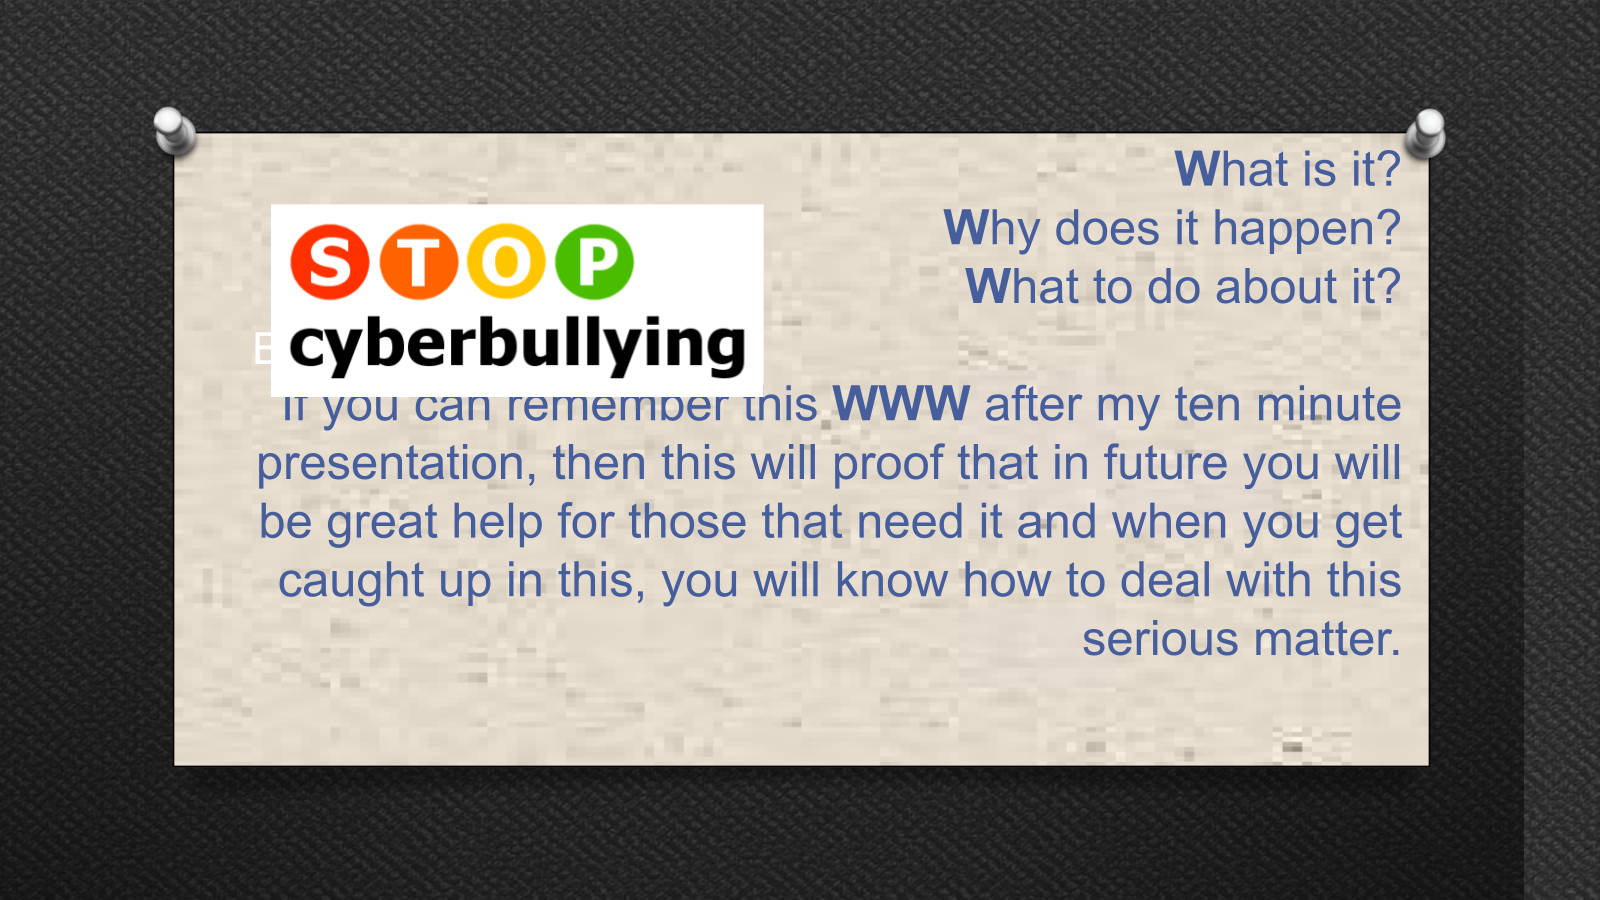 What is it?
Why does it happen?
What to do about it?
STOP
cyberbullying
If you can remember this WWW after my ten minute
presentation, then this will proof that in future you will
be great help for those that need it and when you get
caught up in this, you will know how to deal with this
serious matter.